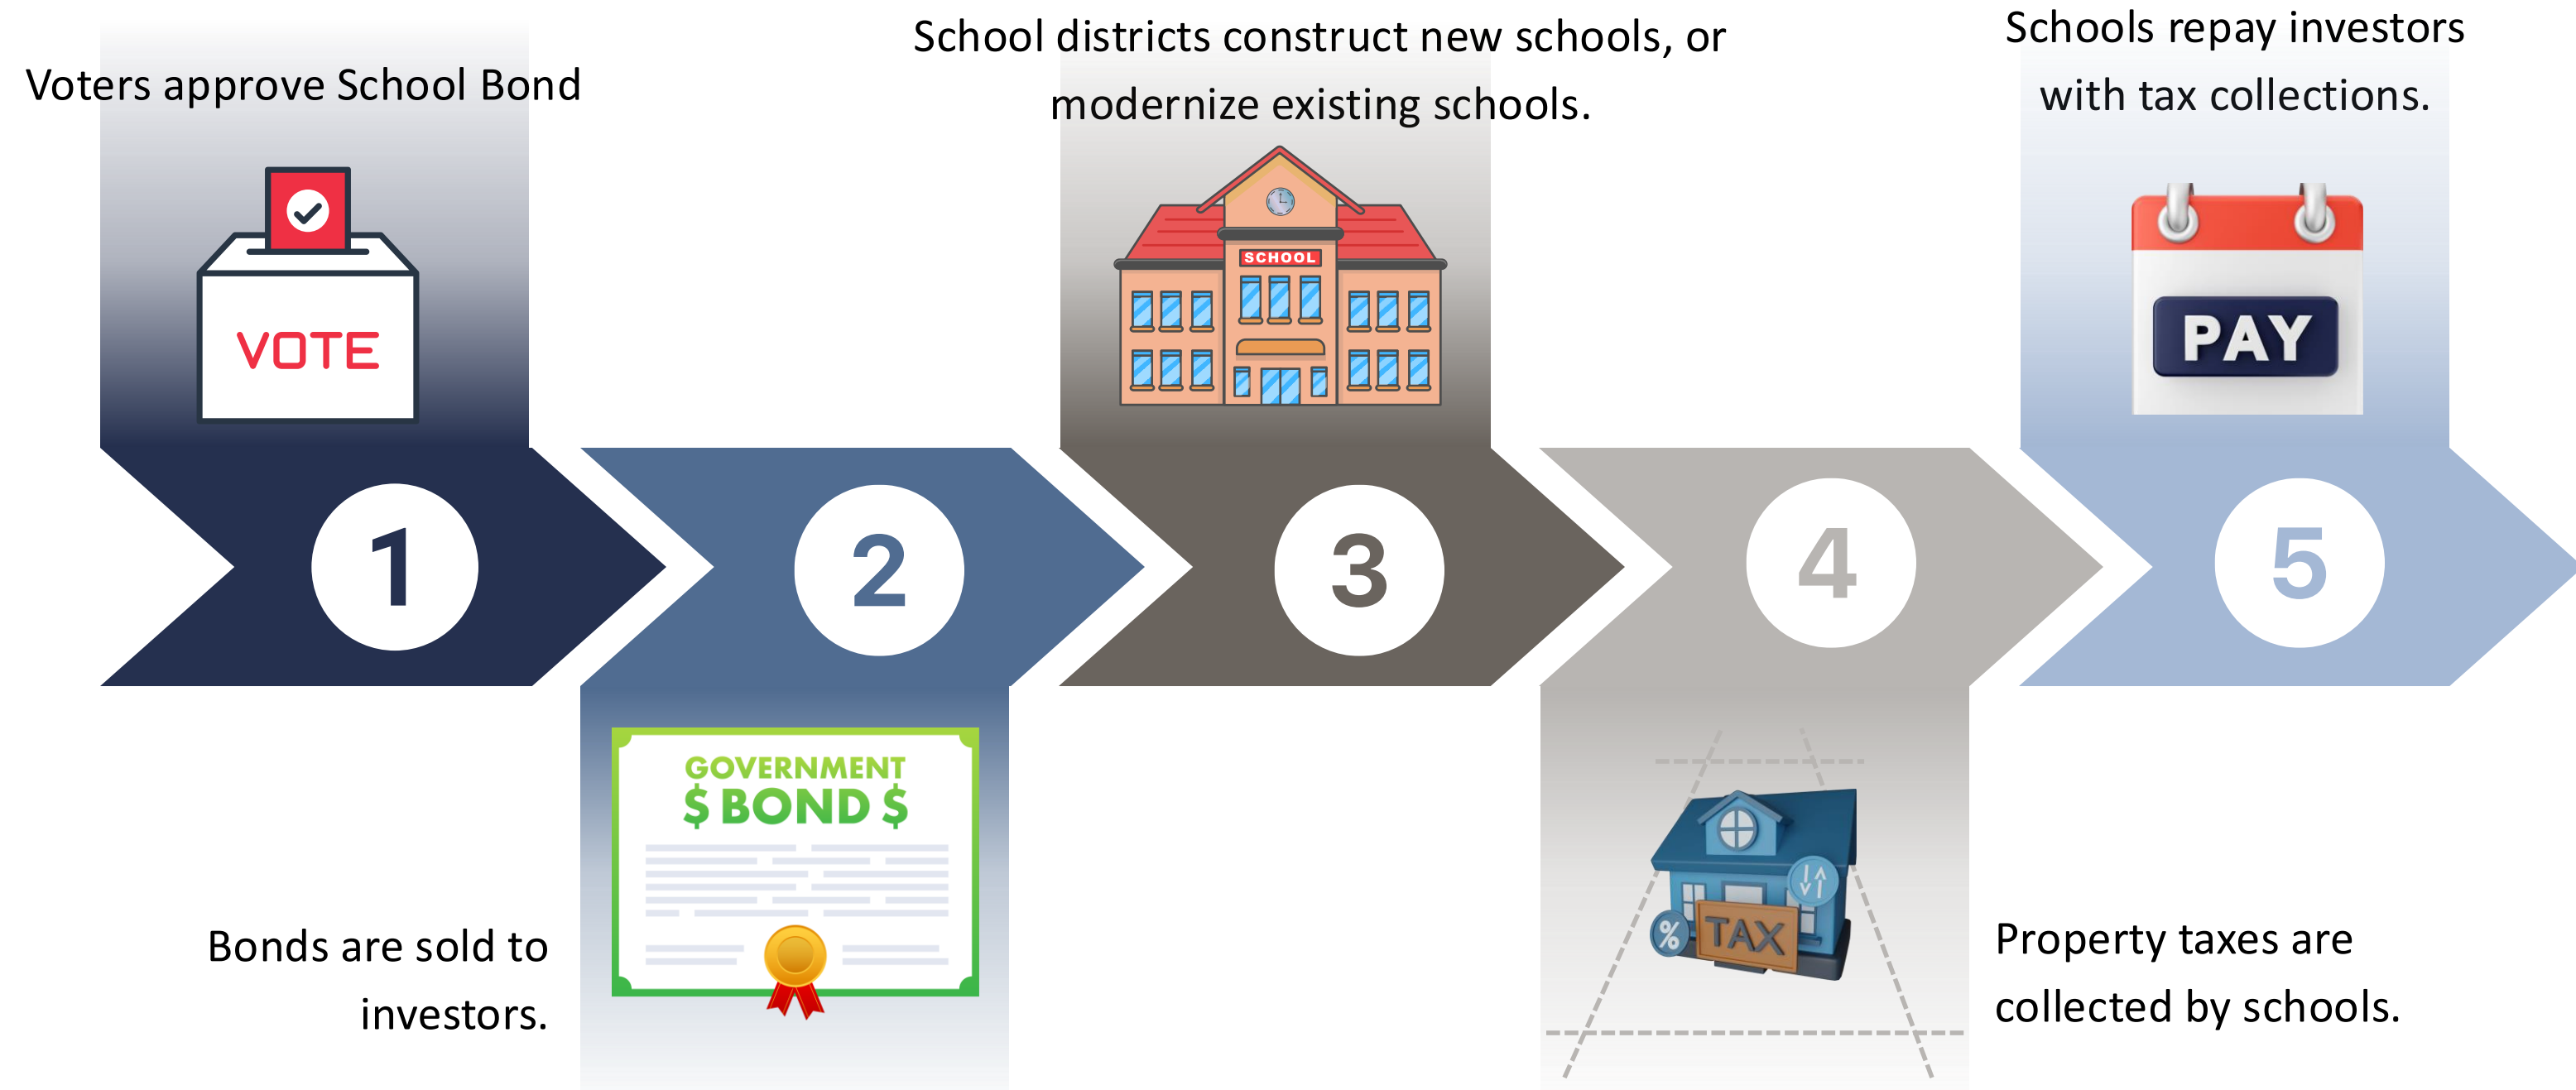 Voters approve School Bond
VOTE
1
Bonds are sold to
investors.
2
GOVERNMENT
$ BOND $
School districts construct new schools, or
modernize existing schools.
SCHOOL
3
4
%
TAX
Property taxes are
collected by schools.
Schools repay investors
with tax collections.
PAY
5